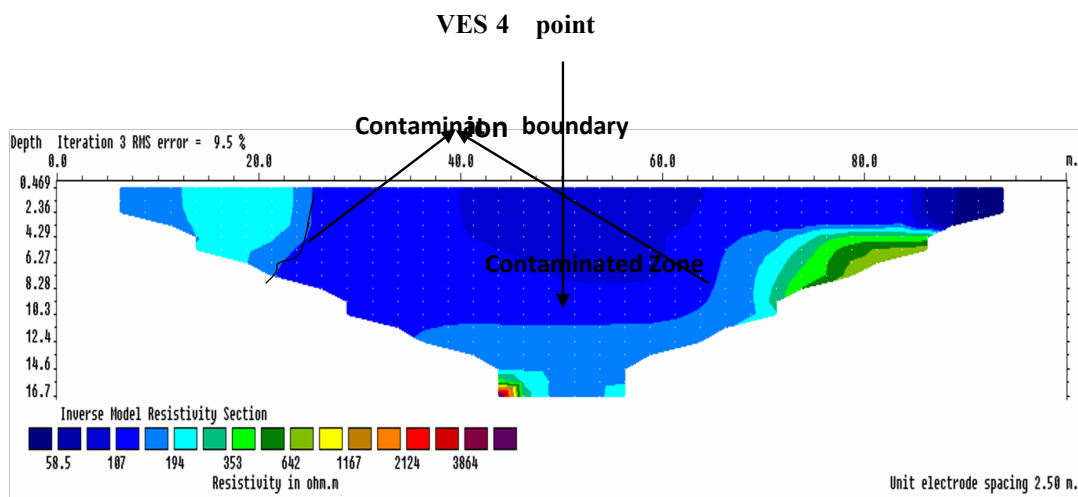 VES 4 point
Contamination boundary
Depth Iteration 3 RMS error = 9.5 %
0.0 20.0 40.0 60.0 80.0 m.
0.469
2.36
4.29
6.27
8.28
10.3
12.4
14.6
16.7
Contaminated Zone
Inverse Model Resistivity Section
58.5 107 194 353 642 1167 2124 3864
Resistivity in ohm.m
Unit electrode spacing 2.50 m.